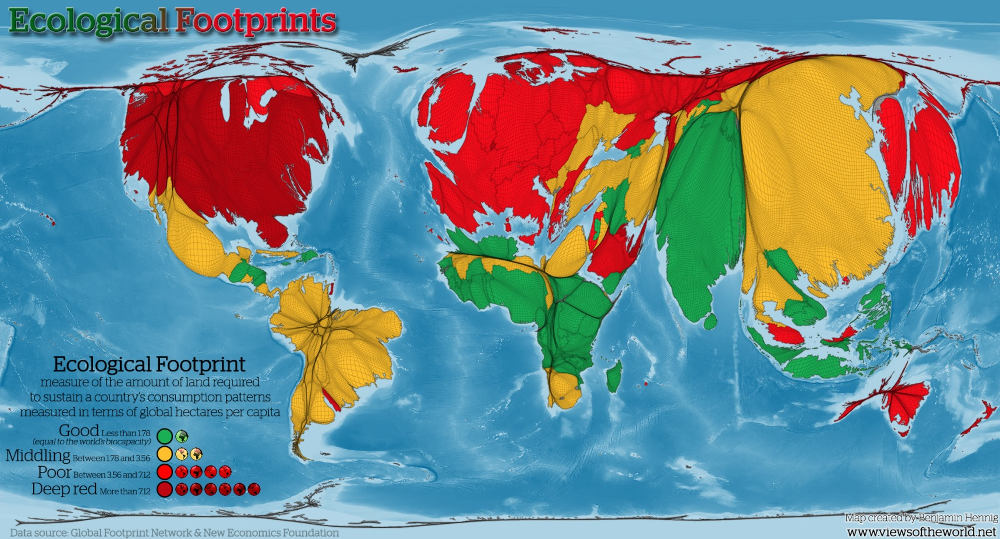 Ecological Footprints
Ecological Footprint
measure of the amount of land required
to sustain a country's consumption patterns
measured in terms of global hectares per capita
Good Less than 1.78
(equal to the world's biocapacity)
Middling Between 1.78 and 3.56
Poor Between 3.56 and 7.12
Deep red More than 7.12
Map created by Benjamin Hennig
www.viewsoftheworld.net
Data source: Global Footprint Network & New Economics Foundation